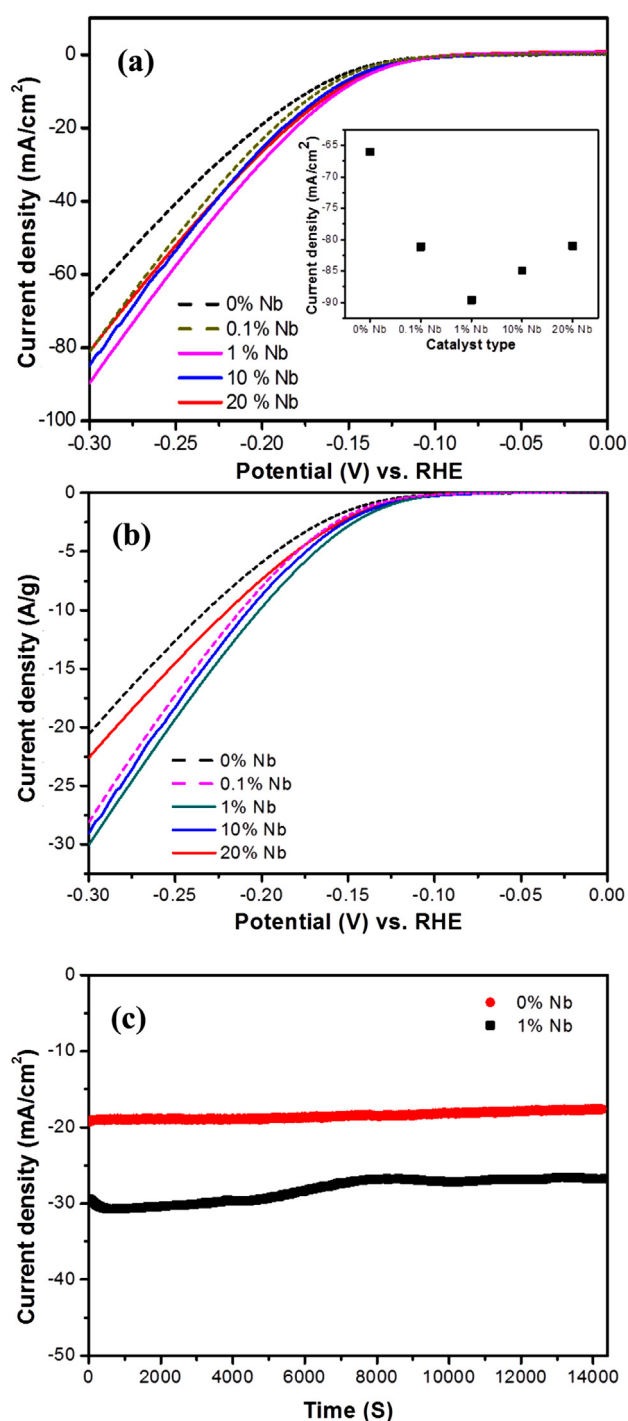 (a)
Current density (mA/cm²)
0
-20
-40
-60
-80
-100
0% Nb
0.1% Nb
1 % Nb
10 % Nb
20 % Nb
Current density (mA/cm²)
-65
-70
-75
-80
-85
-90
0% Nb 0.1% Nb 1% Nb 10% Nb 20% Nb
Catalyst type
-0.30 -0.25 -0.20 -0.15 -0.10 -0.05 0.00
Potential (V) vs. RHE
(b)
Current density (A/g)
0
-5
-10
-15
-20
-25
-30
0% Nb
0.1% Nb
1% Nb
10% Nb
20% Nb
-0.30 -0.25 -0.20 -0.15 -0.10 -0.05 0.00
Potential (V) vs. RHE
(c)
Current density (mA/cm²)
0
-10
-20
-30
-40
-50
0% Nb
1% Nb
0 2000 4000 6000 8000 10000 12000 14000
Time (S)